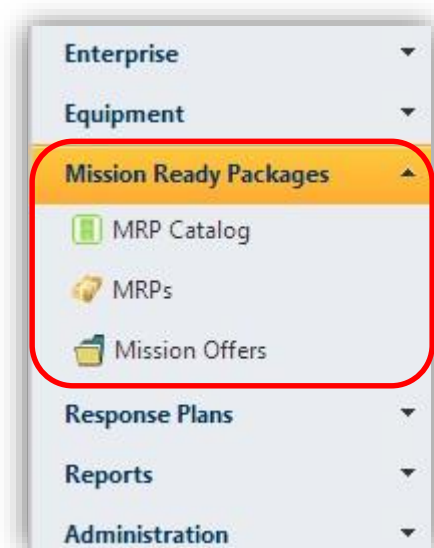 Enterprise
Equipment
Mission Ready Packages
MRP Catalog
MRPs
Mission Offers
Response Plans
Reports
Administration